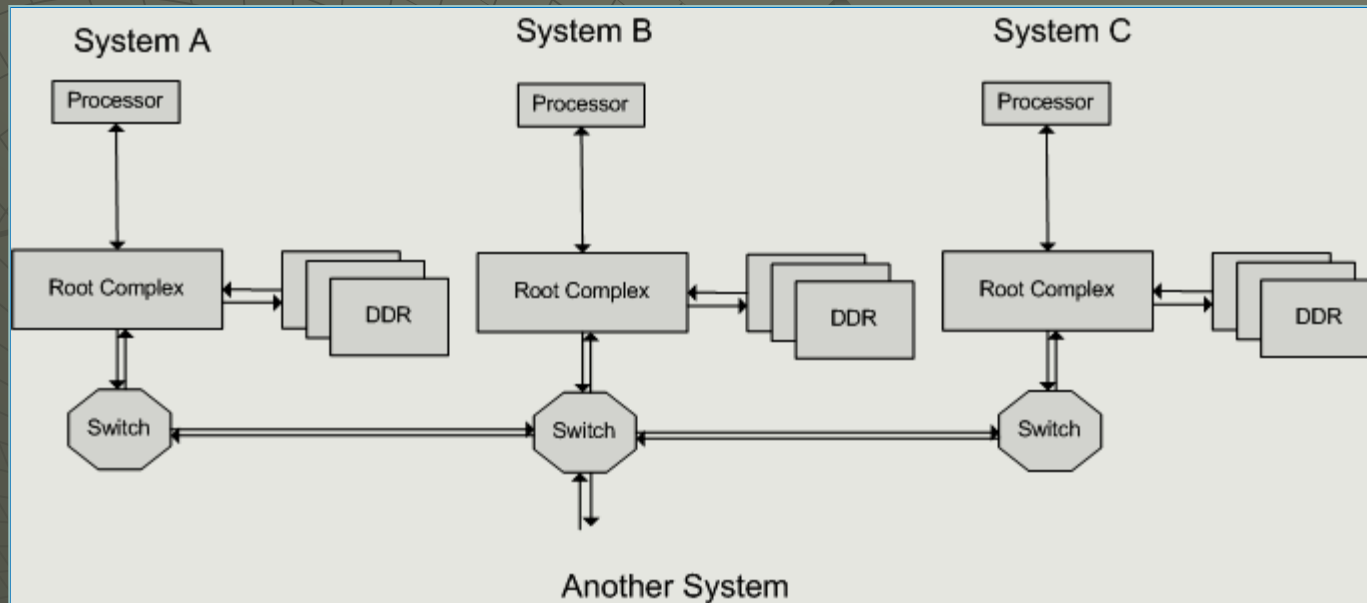 System A
System B
System C
Processor
Processor
Processor
Root Complex
DDR
Root Complex
DDR
Root Complex
DDR
Switch
Switch
Switch
Another System